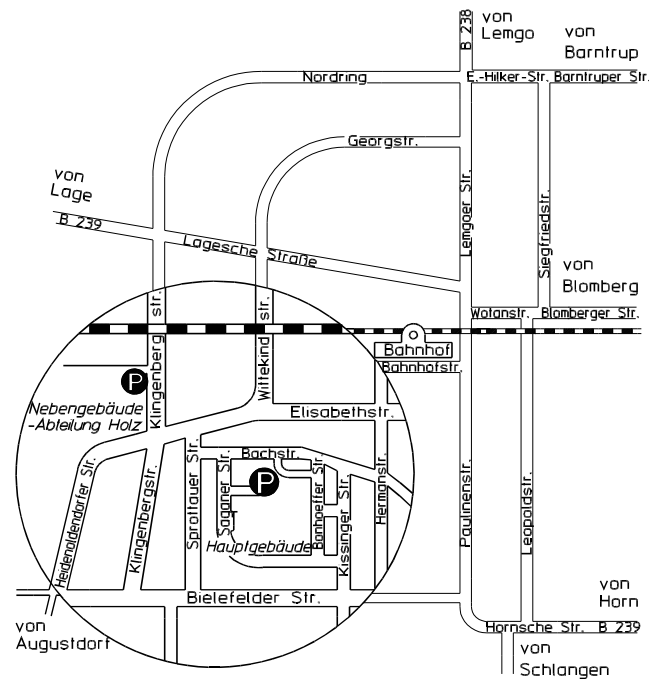 von
Lemgo
B 238
von
Barntrup
Nordring
E.-Hilker-Str. Barntruper Str.
Georgstr.
von
Lage
B 239
Lemgoer Str.
Siegfriedstr.
Lagesche Straße
von
Blomberg
Wotanstr. Blomberger Str.
Klingenberg str.
Wittekind str.
Bahnhof
Bahnhofstr.
P
Nebengebäude
-Abteilung Holz
Elisabethstr.
Heidenoldendorfer Str.
Klingenbergstr.
Sprottauer Str.
Saganer Str.
Bachstr.
P
Hauptgebäude
Bonhoeffer Str.
Kissinger Str.
Hermanstr.
Paulinenstr.
Leopoldstr.
Bielefelder Str.
von
Augustdorf
von
Horn
Hornsche Str. B 239
von
Schlangen